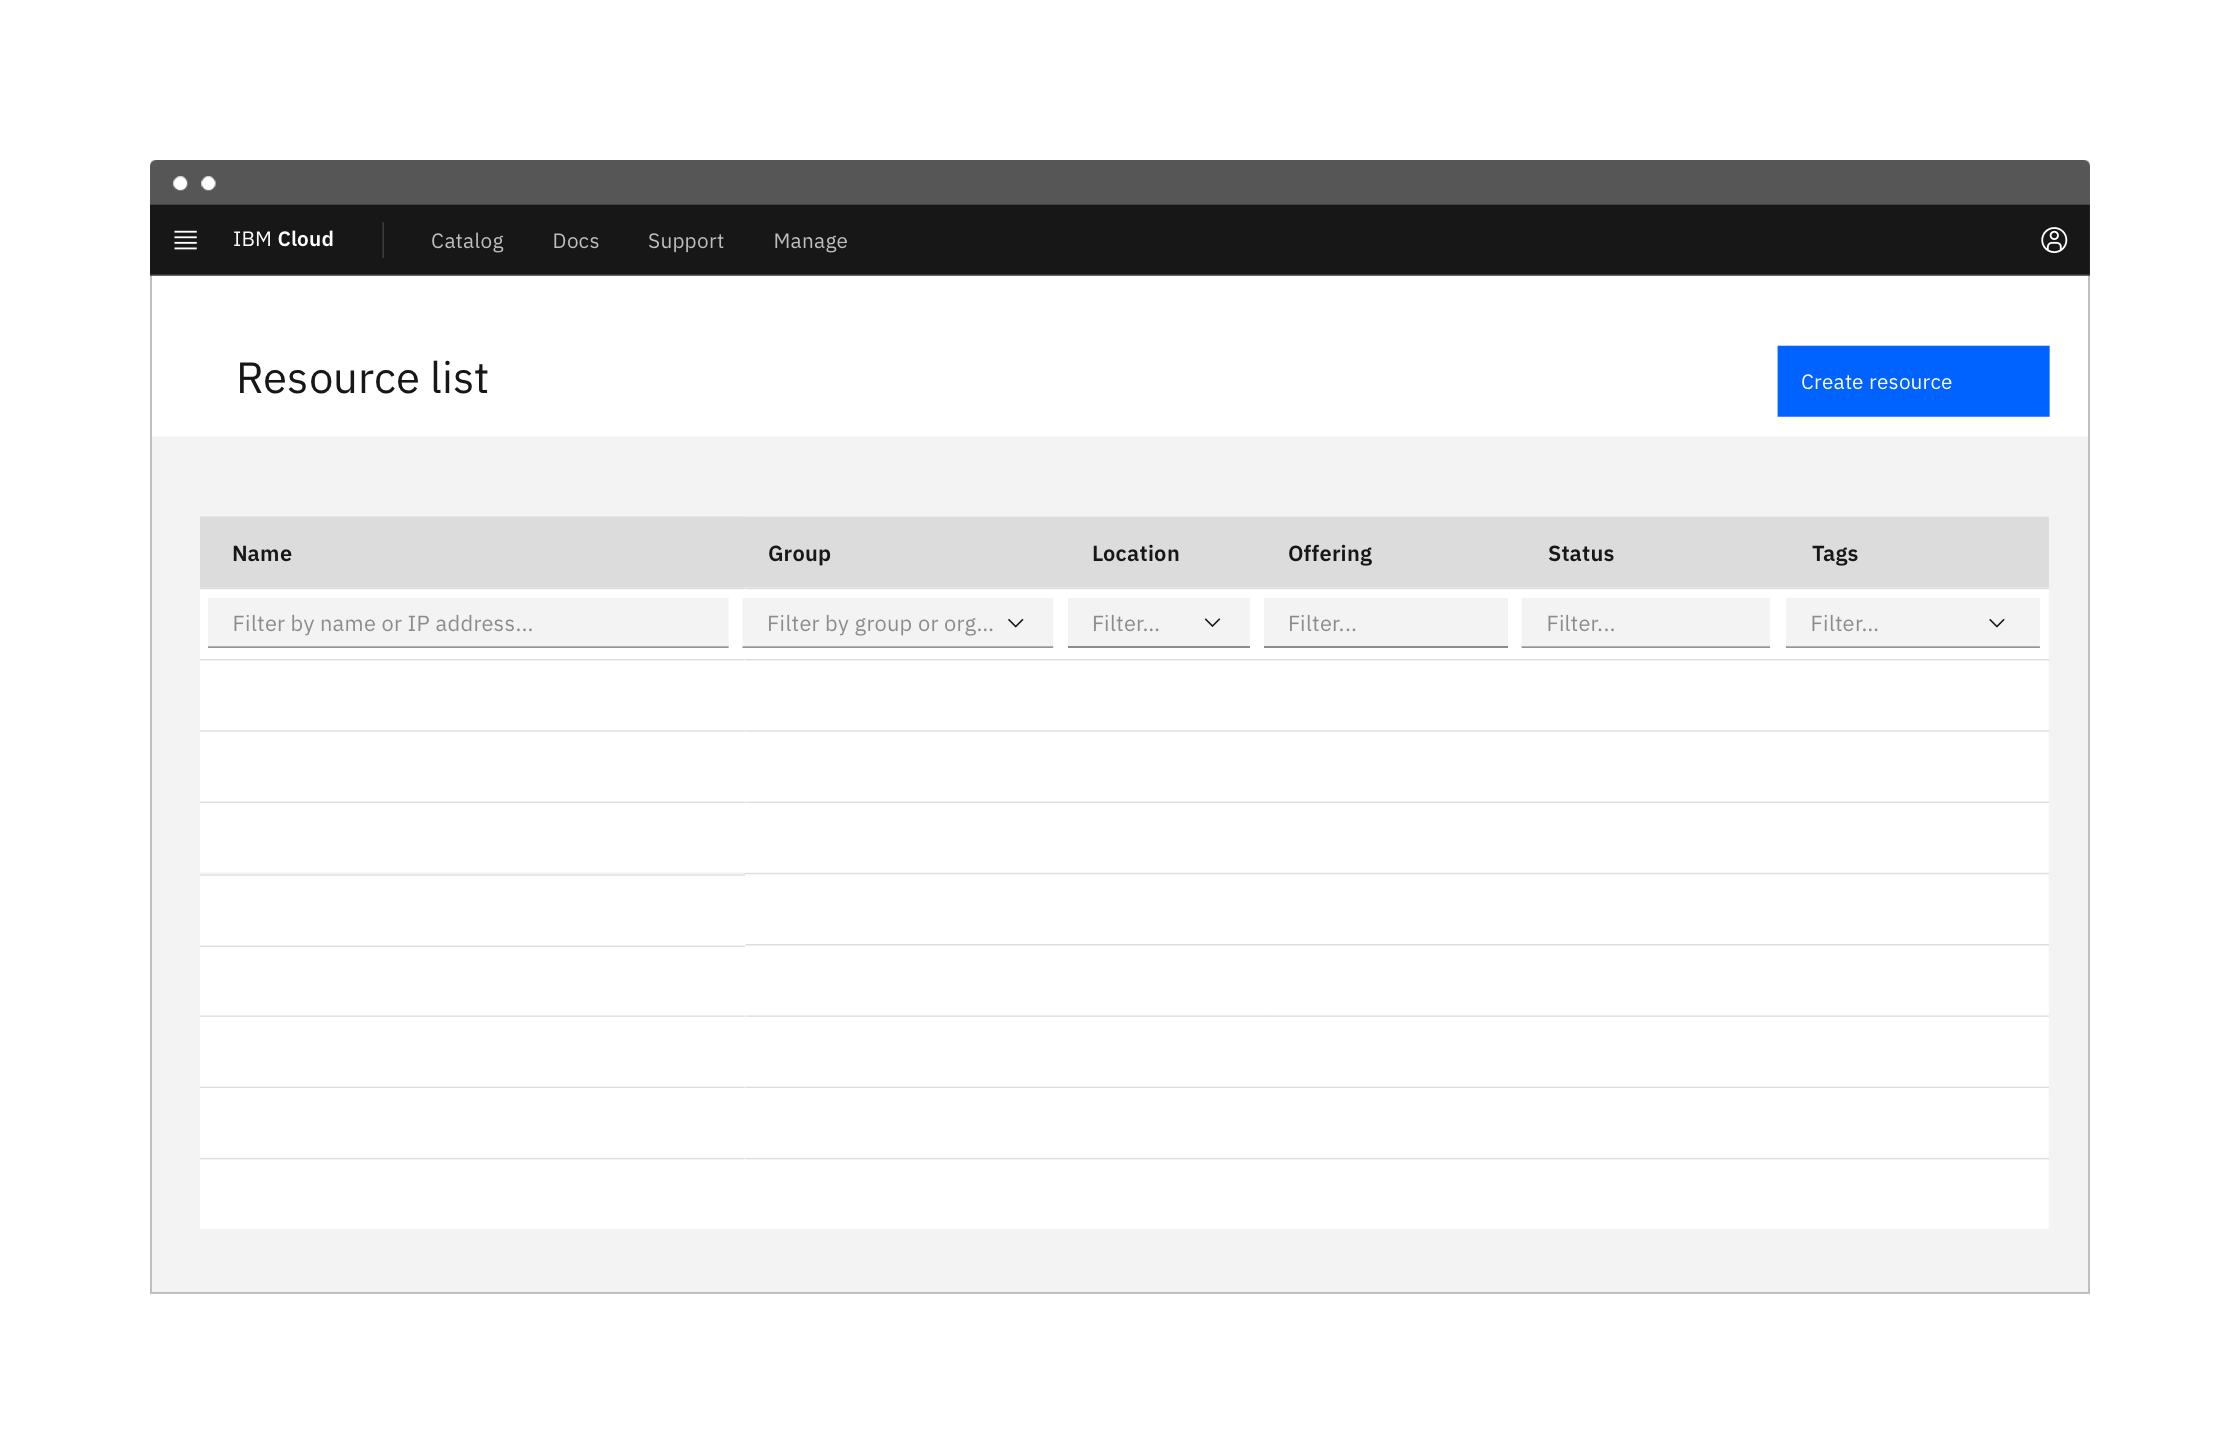 IBM Cloud Catalog Docs Support Manage
Resource list
Create resource
Name Group Location Offering Status Tags
Filter by name or IP address... Filter by group or org... Filter... Filter... Filter... Filter...